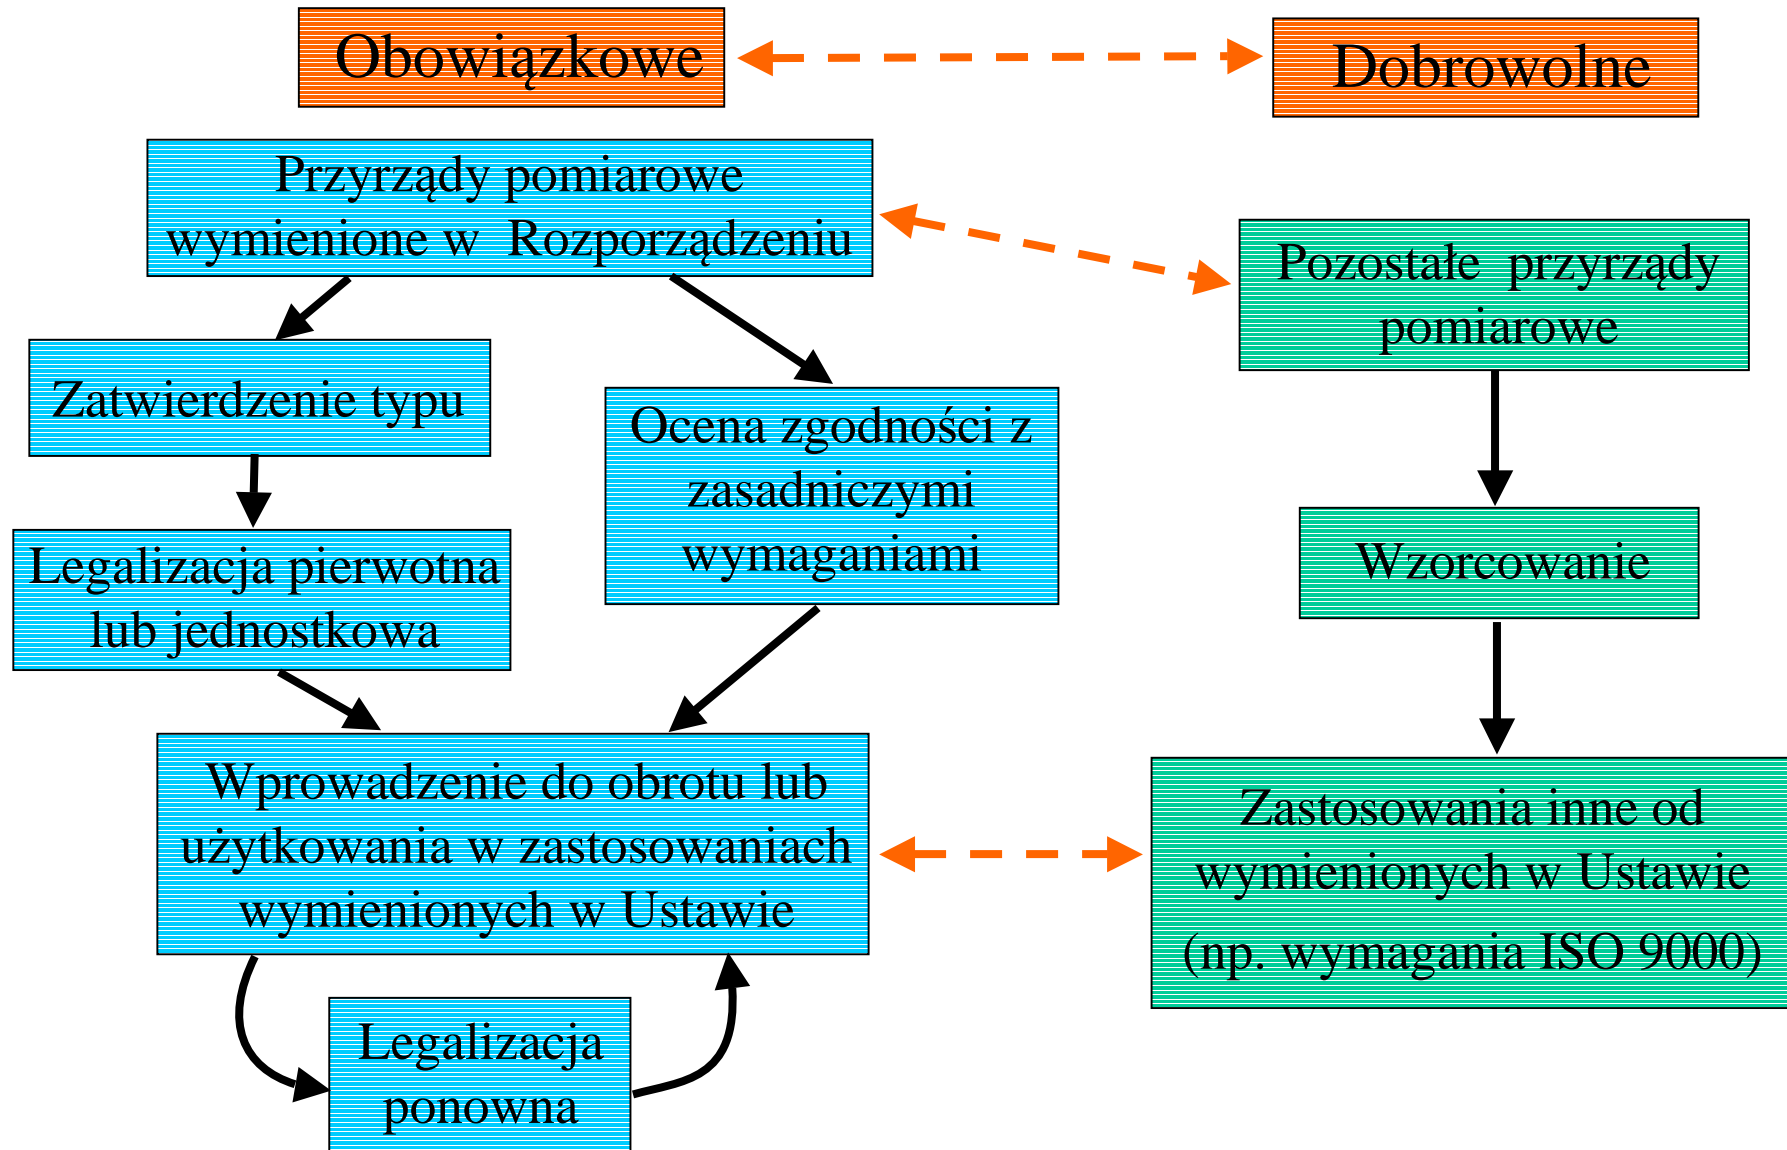 Obowiązkowe
Dobrowolne
Przyrządy pomiarowe
wymienione w Rozporządzeniu
Pozostałe przyrządy
pomiarowe
Zatwierdzenie typu
Ocena zgodności z
zasadniczymi
wymaganiami
Legalizacja pierwotna
lub jednostkowa
Wzorcowanie
Wprowadzenie do obrotu lub
użytkowania w zastosowaniach
wymienionych w Ustawie
Zastosowania inne od
wymienionych w Ustawie
(np. wymagania ISO 9000)
Legalizacja
ponowna